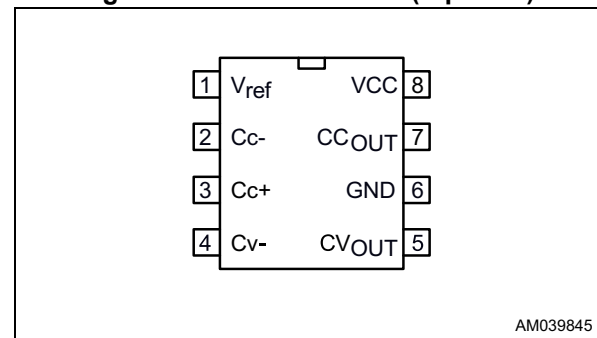 1 Vref VCC 8
2 Cc- CCOUT 7
3 Cc+ GND 6
4 Cv- CVOUT 5
AM039845